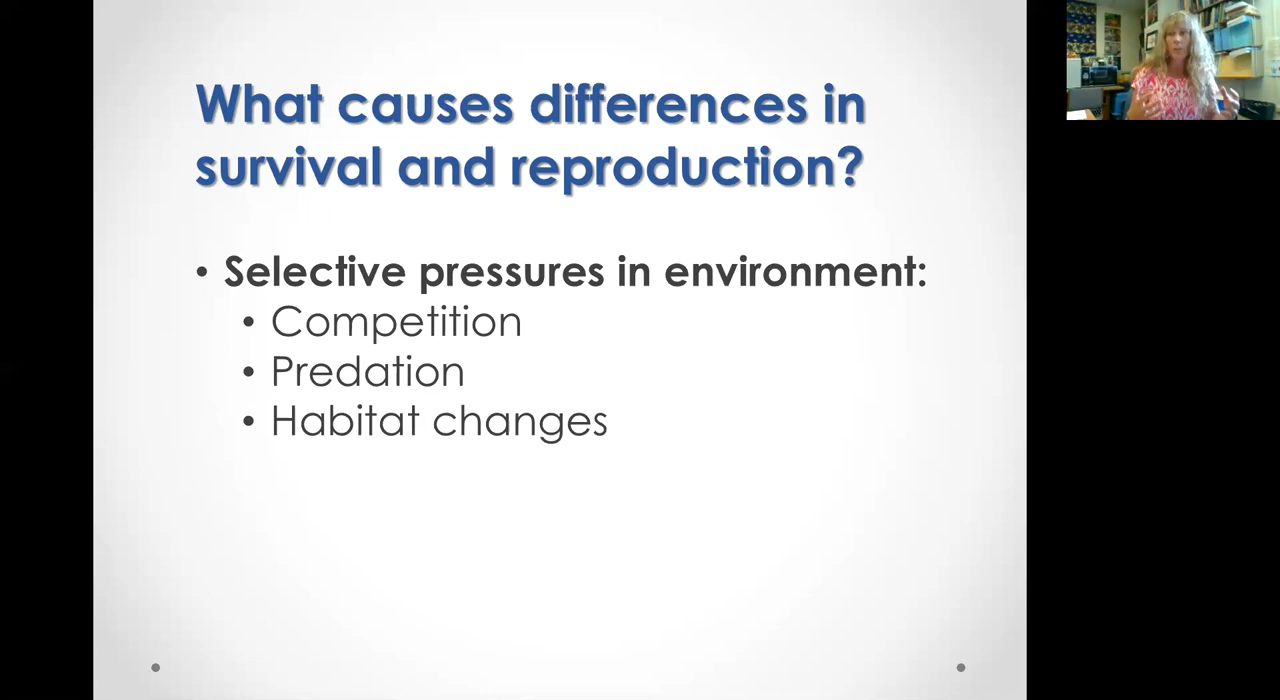 What causes differences in
survival and reproduction?
• Selective pressures in environment:
• Competition
• Predation
• Habitat changes